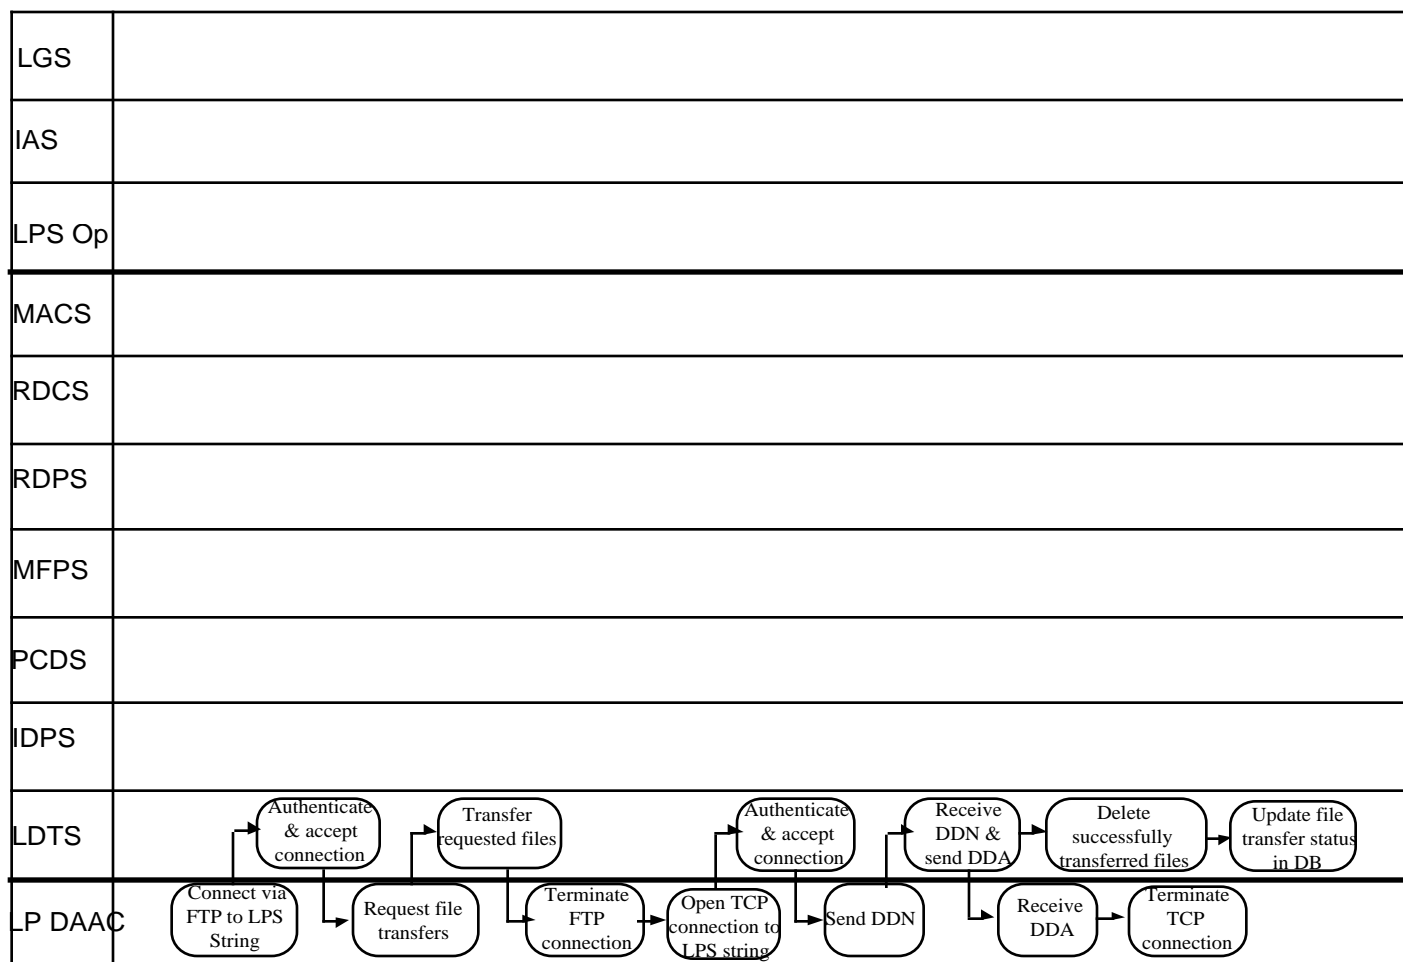 LGS
IAS
LPS Op
MACS
RDCS
RDPS
MFPS
PCDS
IDPS
LDTS
Authenticate
& accept
connection
Transfer
requested files
Authenticate
& accept
connection
Receive
DDN &
send DDA
Delete
successfully
transferred files
Update file
transfer status
in DB
LP DAAC
Connect via
FTP to LPS
String
Request file
transfers
Terminate
FTP
connection
Open TCP
connection to
LPS string
Send DDN
Receive
DDA
Terminate
TCP
connection